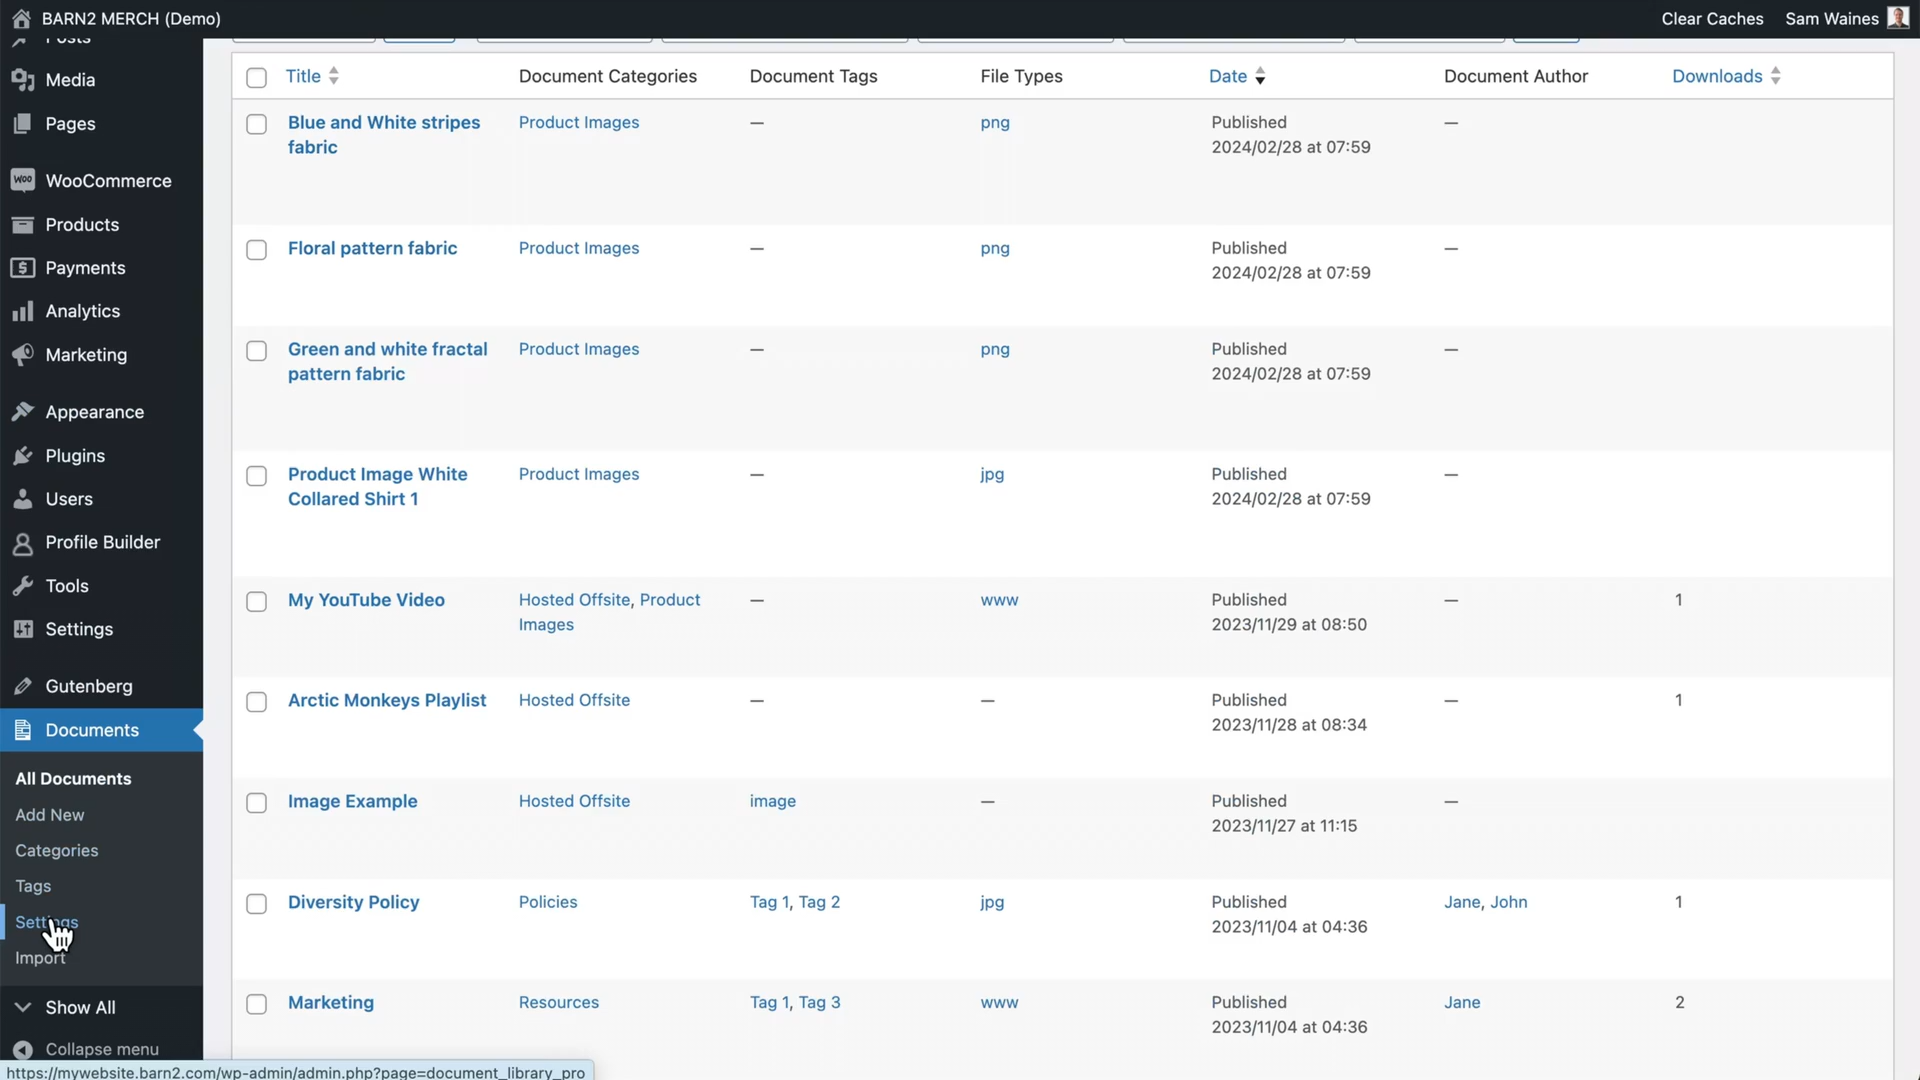 BARN2 MERCH (Demo)
Clear Caches
Sam Waines
Posts
Media
Pages
WOO WooCommerce
Products
Payments
Analytics
Marketing
Appearance
Plugins
Users
Profile Builder
Tools
Settings
Gutenberg
Documents
All Documents
Add New
Categories
Tags
Settings
Import
Show All
Collapse menu
Title Document Categories Document Tags File Types Date Document Author Downloads
Blue and White stripes Product Images — png Published —
fabric 2024/02/28 at 07:59
Floral pattern fabric Product Images — png Published —
2024/02/28 at 07:59
Green and white fractal Product Images — png Published —
pattern fabric 2024/02/28 at 07:59
Product Image White Product Images — jpg Published —
Collared Shirt 1 2024/02/28 at 07:59
My YouTube Video Hosted Offsite, Product — www Published — 1
Images 2023/11/29 at 08:50
Arctic Monkeys Playlist Hosted Offsite — — Published — 1
2023/11/28 at 08:34
Image Example Hosted Offsite image — Published —
2023/11/27 at 11:15
Diversity Policy Policies Tag 1, Tag 2 jpg Published Jane, John 1
2023/11/04 at 04:36
Marketing Resources Tag 1, Tag 3 www Published Jane 2
2023/11/04 at 04:36
https://mywebsite.barn2.com/wp-admin/admin.php?page=document_library_pro